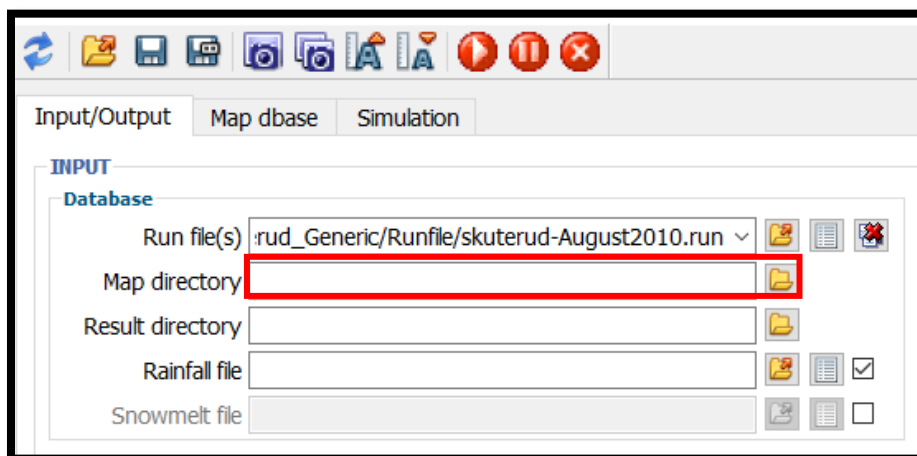 Input/Output Map dbase Simulation
INPUT
Database
Run file(s) rud_Generic/Runfile/skuterud-August2010.run
Map directory
Result directory
Rainfall file
Snowmelt file